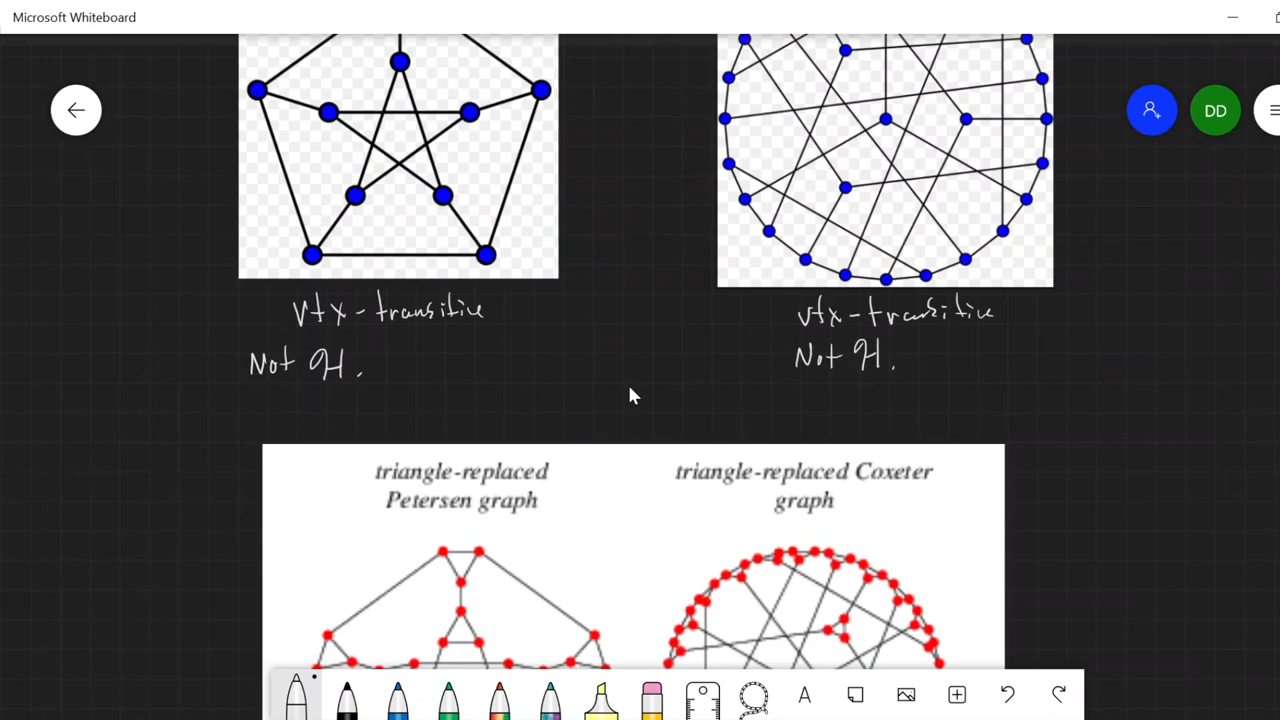 Microsoft Whiteboard
DD
vtx-transitive
Not H.
vtx-transitive
Not H.
triangle-replaced
Petersen graph
triangle-replaced Coxeter
graph
A